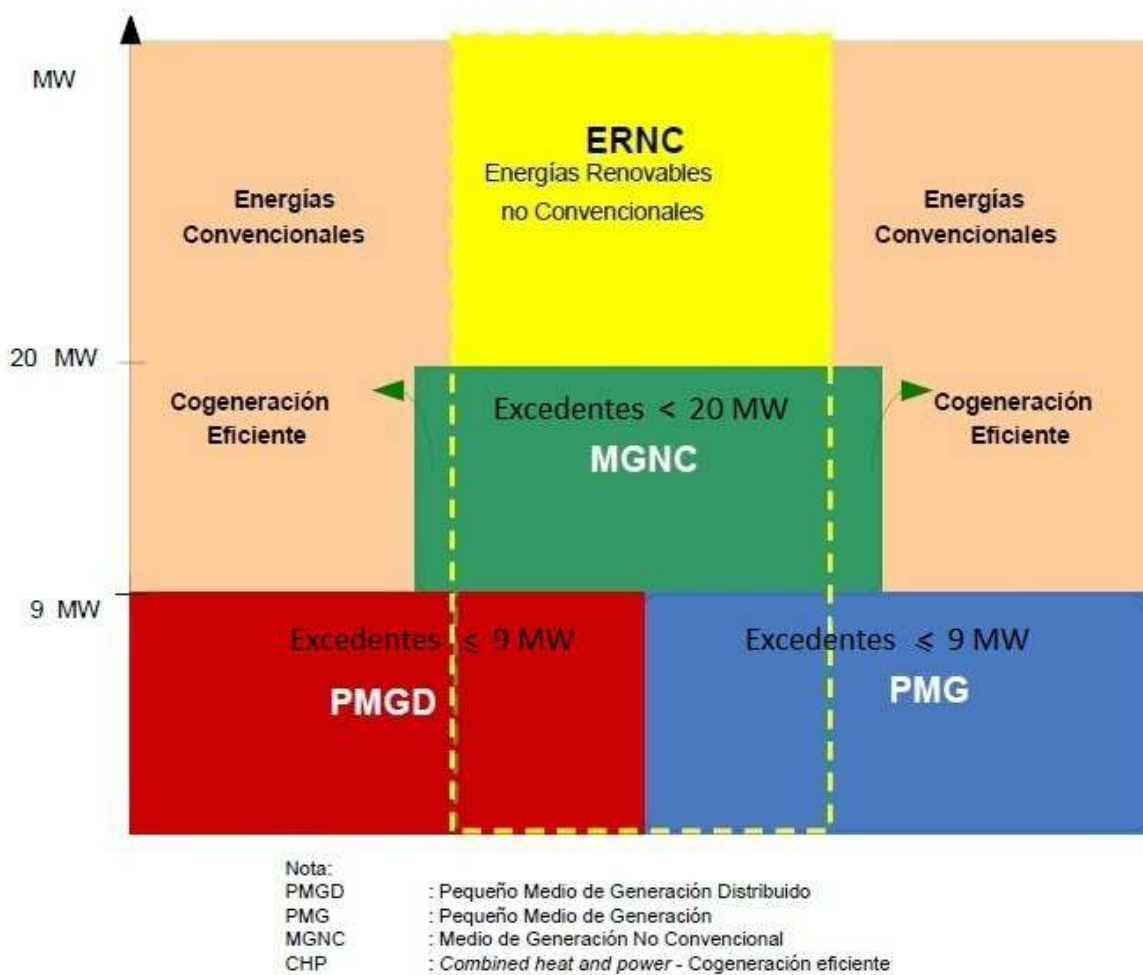 MW
ERNC
Energías Renovables
no Convencionales
Energías
Convencionales
Energías
Convencionales
20 MW
Cogeneración
Eficiente
Excedentes < 20 MW
MGNC
Cogeneración
Eficiente
9 MW
Excedentes ⩽ 9 MW
PMGD
Excedentes ⩽ 9 MW
PMG
Nota:
PMGD : Pequeño Medio de Generación Distribuido
PMG : Pequeño Medio de Generación
MGNC : Medio de Generación No Convencional
CHP : Combined heat and power - Cogeneración eficiente